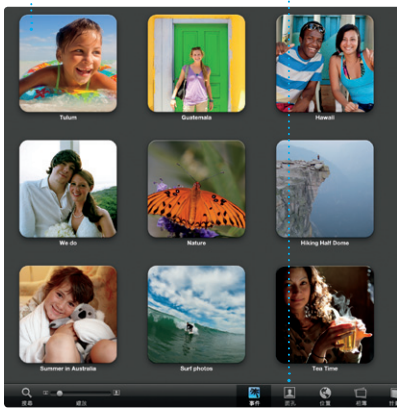 Tulum
Guatemala
Hawaii
We do
Nature
Hiking Half Dome
Summer in Australia
Surf photos
Tea Time
搜尋
縮放
事件
面孔
位置
相簿